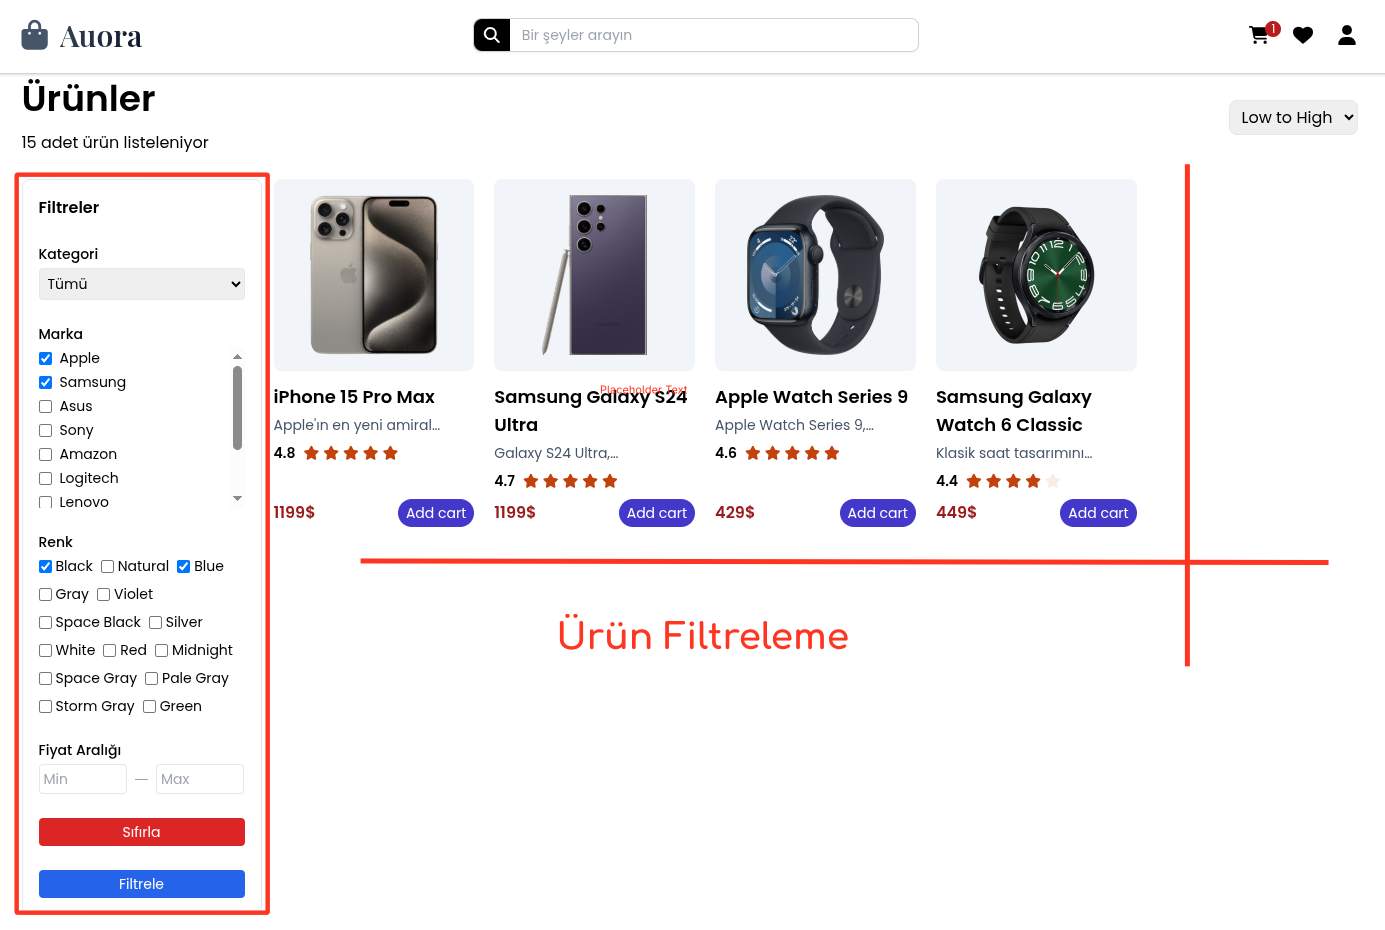 Auora
Bir şeyler arayın
1
Ürünler
15 adet ürün listeleniyor
Low to High
Filtreler
Kategori
Tümü
Marka
Apple
Samsung
Asus
Sony
Amazon
Logitech
Lenovo
Renk
Black Natural Blue
Gray Violet
Space Black Silver
White Red Midnight
Space Gray Pale Gray
Storm Gray Green
Fiyat Aralığı
Min — Max
Sıfırla
Filtrele
iPhone 15 Pro Max
Apple'ın en yeni amiral...
4.8
1199$ Add cart
Placeholder Text
Samsung Galaxy S24
Ultra
Galaxy S24 Ultra,...
4.7
1199$ Add cart
Apple Watch Series 9
Apple Watch Series 9,...
4.6
429$ Add cart
Samsung Galaxy
Watch 6 Classic
Klasik saat tasarımını...
4.4
449$ Add cart
Ürün Filtreleme